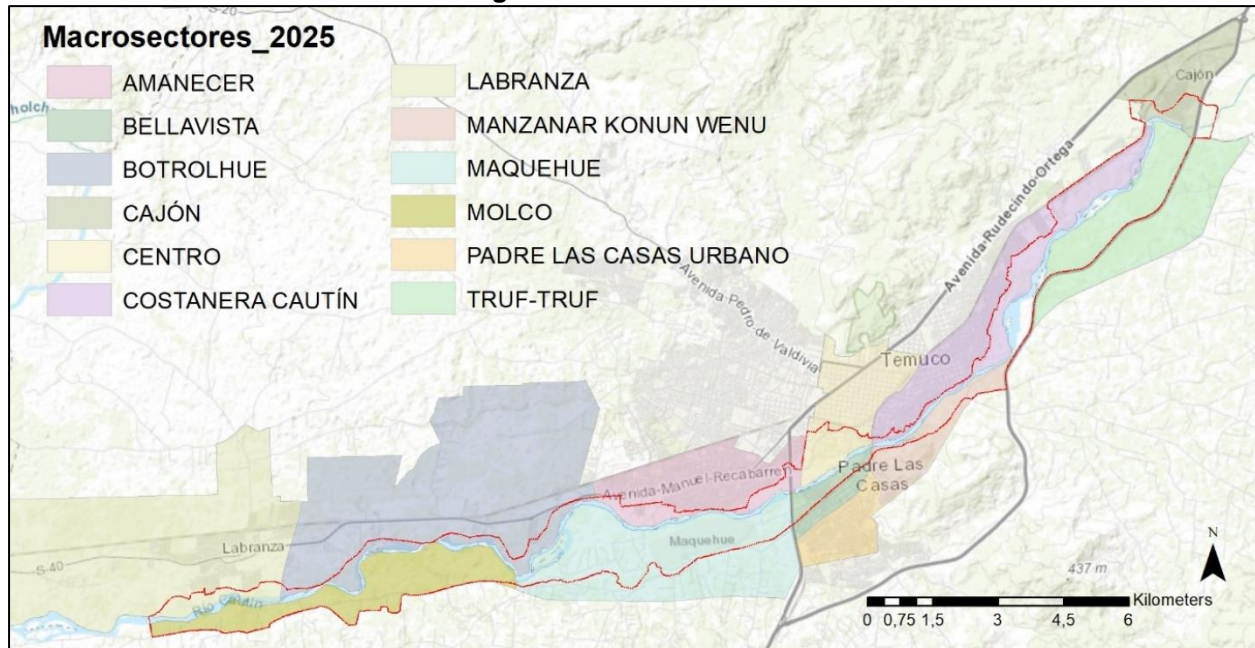 S-20
Macrosectores_2025
AMANECER
BELLAVISTA
BOTROLHUE
CAJÓN
CENTRO
COSTANERA CAUTÍN
LABRANZA
MANZANAR KONUN WENU
MAQUEHUE
MOLCO
PADRE LAS CASAS URBANO
TRUF-TRUF
Cajón
Avenida-Rudecindo-Ortega
Avenida-Pedro-de-Valdivia
Temuco
Padre Las
Casas
Avenida-Manuel-Recabarren
Maquehue
Labranza
S-40
Río Cautín
437 m
N
Kilometers
0 0,75 1,5 3 4,5 6